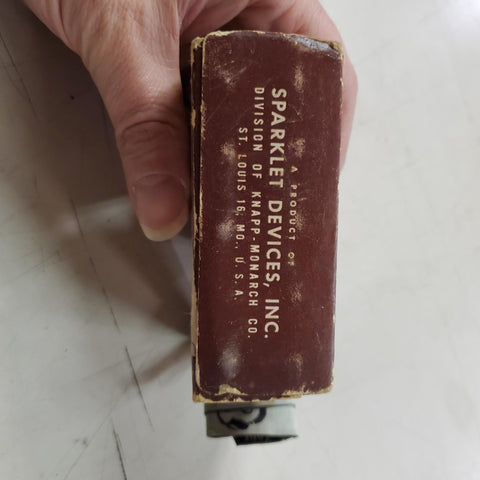 A PRODUCT OF
SPARKLET DEVICES, INC.
DIVISION OF KNAPP-MONARCH CO.
ST. LOUIS 16, MO., U. S. A.